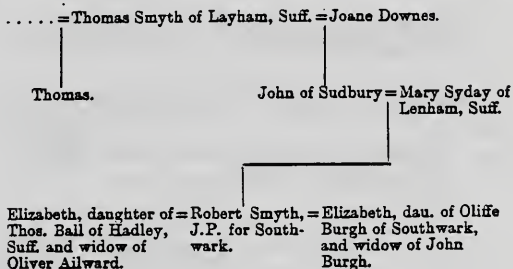 . . . . . = Thomas Smyth of Layham, Suff. = Joane Downes.
Thomas.
John of Sudbury = Mary Syday of
Lenham, Suff.
Elizabeth, daughter of = Robert Smyth, = Elizabeth, dau. of Oliffe
Thos. Ball of Hadley, J.P. for South- Burgh of Southwark,
Suff. and widow of wark. and widow of John
Oliver Ailward. Burgh.